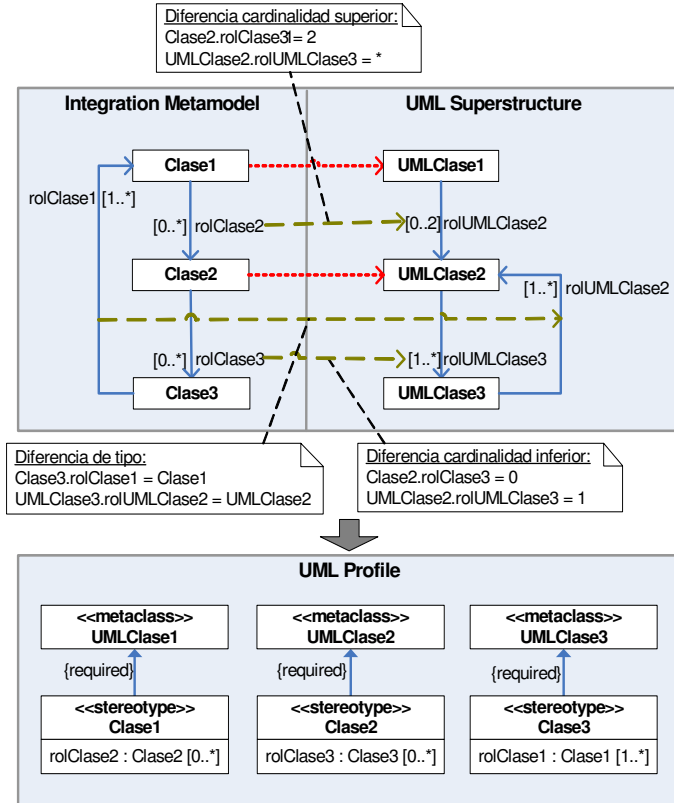 Diferencia cardinalidad superior:
Clase2.rolClase31= 2
UMLClase2.rolUMLClase3 = *
Integration Metamodel
UML Superstructure
Clase1
UMLClase1
rolClase1 [1..*]
[0..*] rolClase2
[0..2] rolUMLClase2
Clase2
UMLClase2
[1..*] rolUMLClase2
[0..*] rolClase3
[1..*] rolUMLClase3
Clase3
UMLClase3
Diferencia de tipo:
Clase3.rolClase1 = Clase1
UMLClase3.rolUMLClase2 = UMLClase2
Diferencia cardinalidad inferior:
Clase2.rolClase3 = 0
UMLClase2.rolUMLClase3 = 1
UML Profile
<<metaclass>>
UMLClase1
<<metaclass>>
UMLClase2
<<metaclass>>
UMLClase3
{required}
{required}
{required}
<<stereotype>>
Clase1
rolClase2 : Clase2 [0..*]
<<stereotype>>
Clase2
rolClase3 : Clase3 [0..*]
<<stereotype>>
Clase3
rolClase1 : Clase1 [1..*]